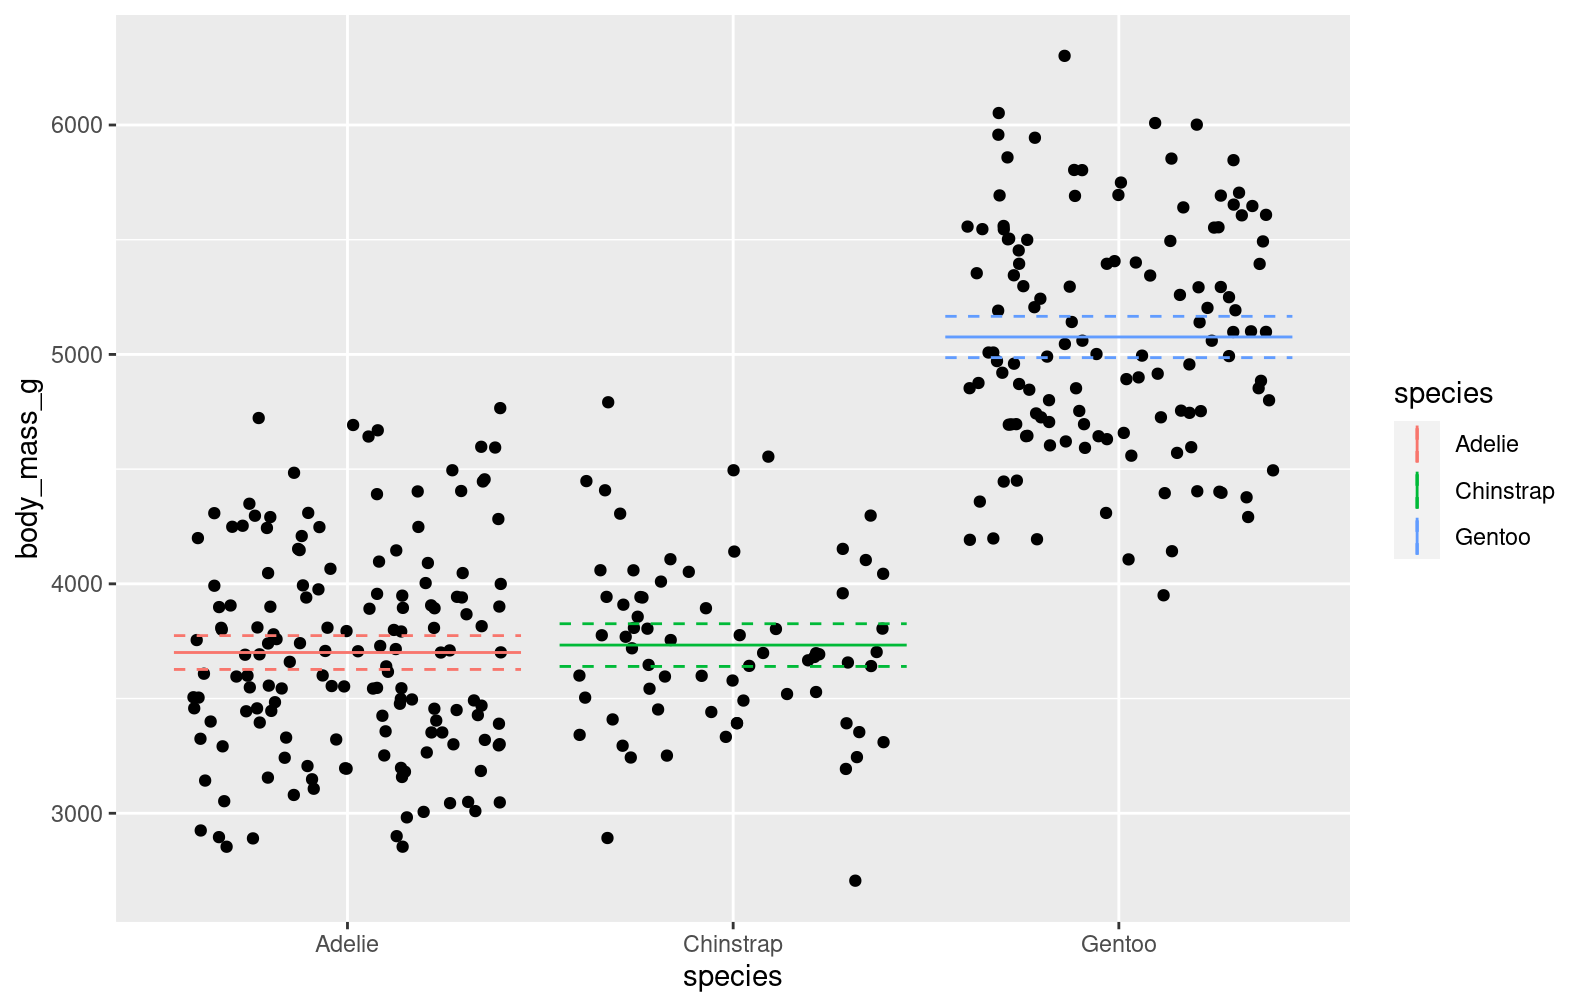 6000
5000
4000
3000
body_mass_g
Adelie
Chinstrap
Gentoo
species
species
Adelie
Chinstrap
Gentoo